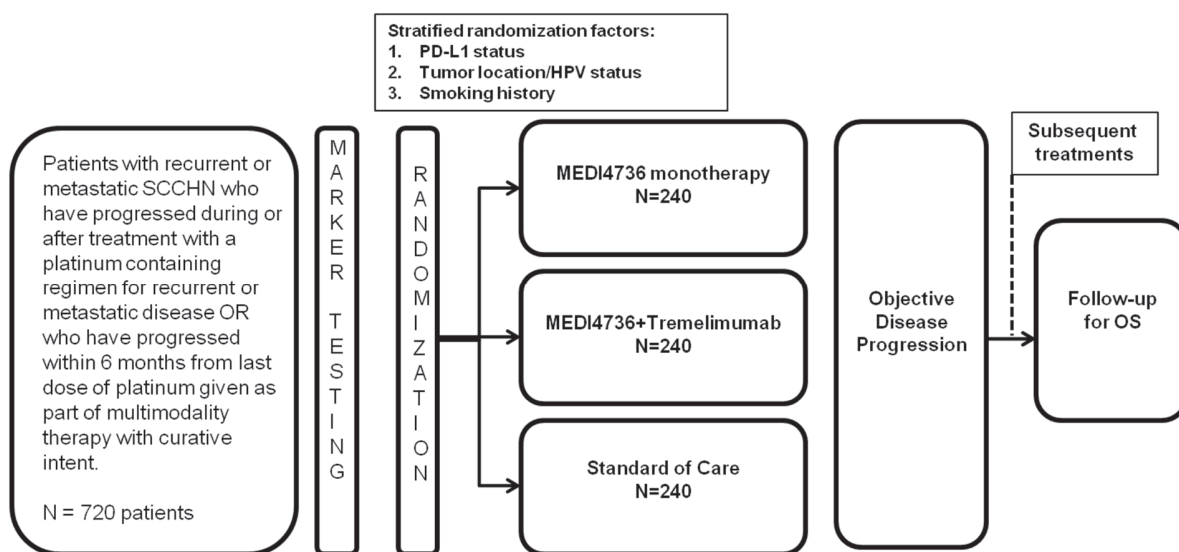 Stratified randomization factors:
1. PD-L1 status
2. Tumor location/HPV status
3. Smoking history
Patients with recurrent or
metastatic SCCHN who
have progressed during or
after treatment with a
platinum containing
regimen for recurrent or
metastatic disease OR
who have progressed
within 6 months from last
dose of platinum given as
part of multimodality
therapy with curative
intent.
N = 720 patients
MARKER TESTING
RANDOMIZATION
MEDI4736 monotherapy
N=240
MEDI4736+Tremelimumab
N=240
Standard of Care
N=240
Objective
Disease
Progression
Subsequent
treatments
Follow-up
for OS